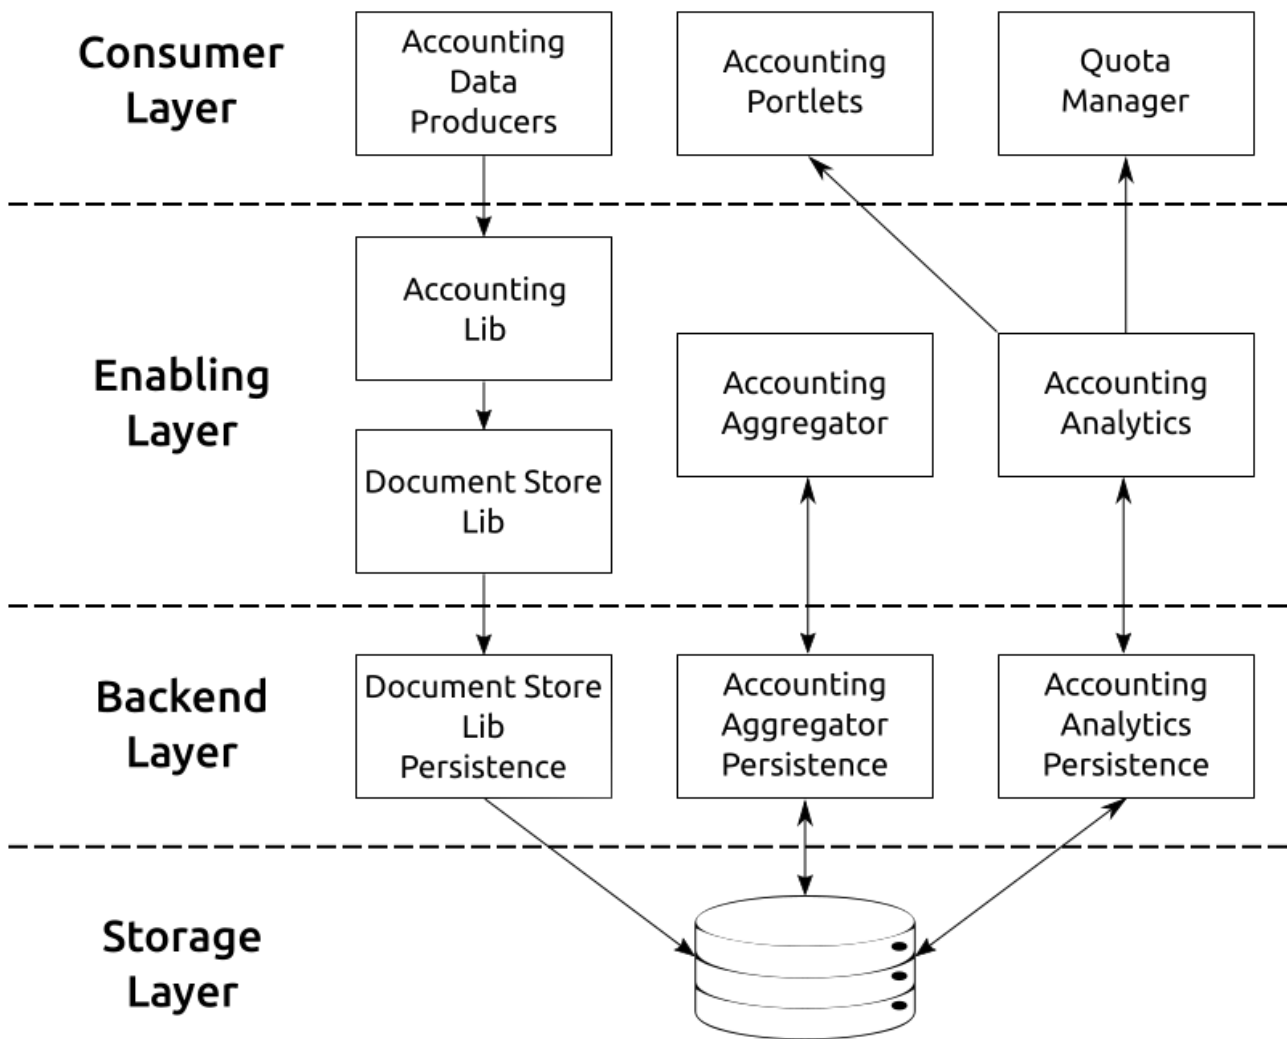 Consumer
Layer
Accounting
Data
Producers
Accounting
Portlets
Quota
Manager
Enabling
Layer
Accounting
Lib
Document Store
Lib
Accounting
Aggregator
Accounting
Analytics
Backend
Layer
Document Store
Lib
Persistence
Accounting
Aggregator
Persistence
Accounting
Analytics
Persistence
Storage
Layer